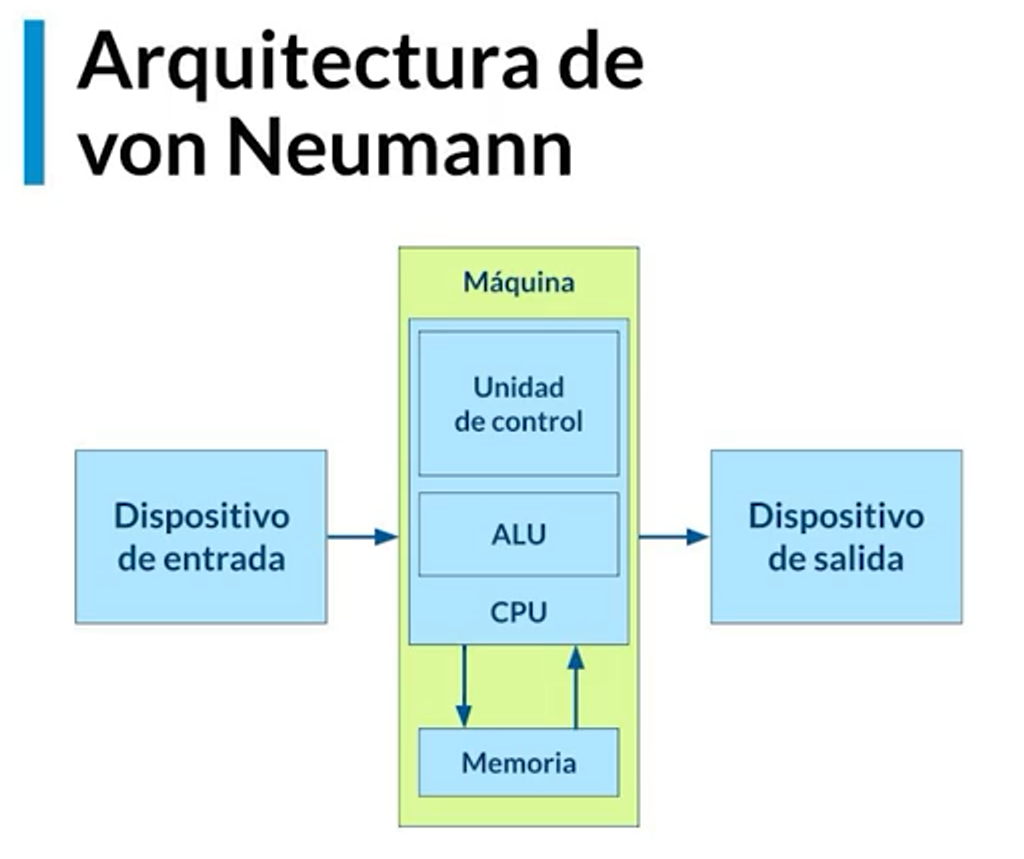 Arquitectura de
von Neumann
Máquina
Unidad
de control
Dispositivo
de entrada
ALU
Dispositivo
de salida
CPU
Memoria